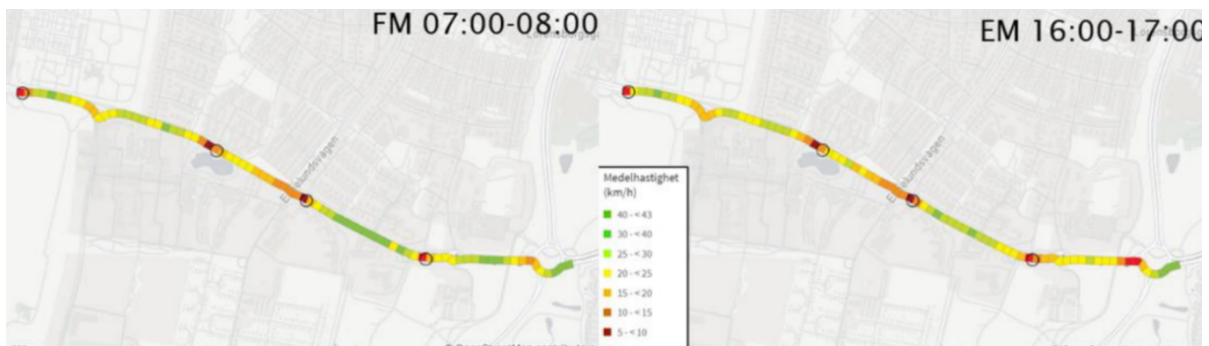 FM 07:00-08:00
EM 16:00-17:00
Medelhastighet
(km/h)
40 - < 43
30 - < 40
25 - < 30
20 - < 25
15 - < 20
10 - < 15
5 - < 10